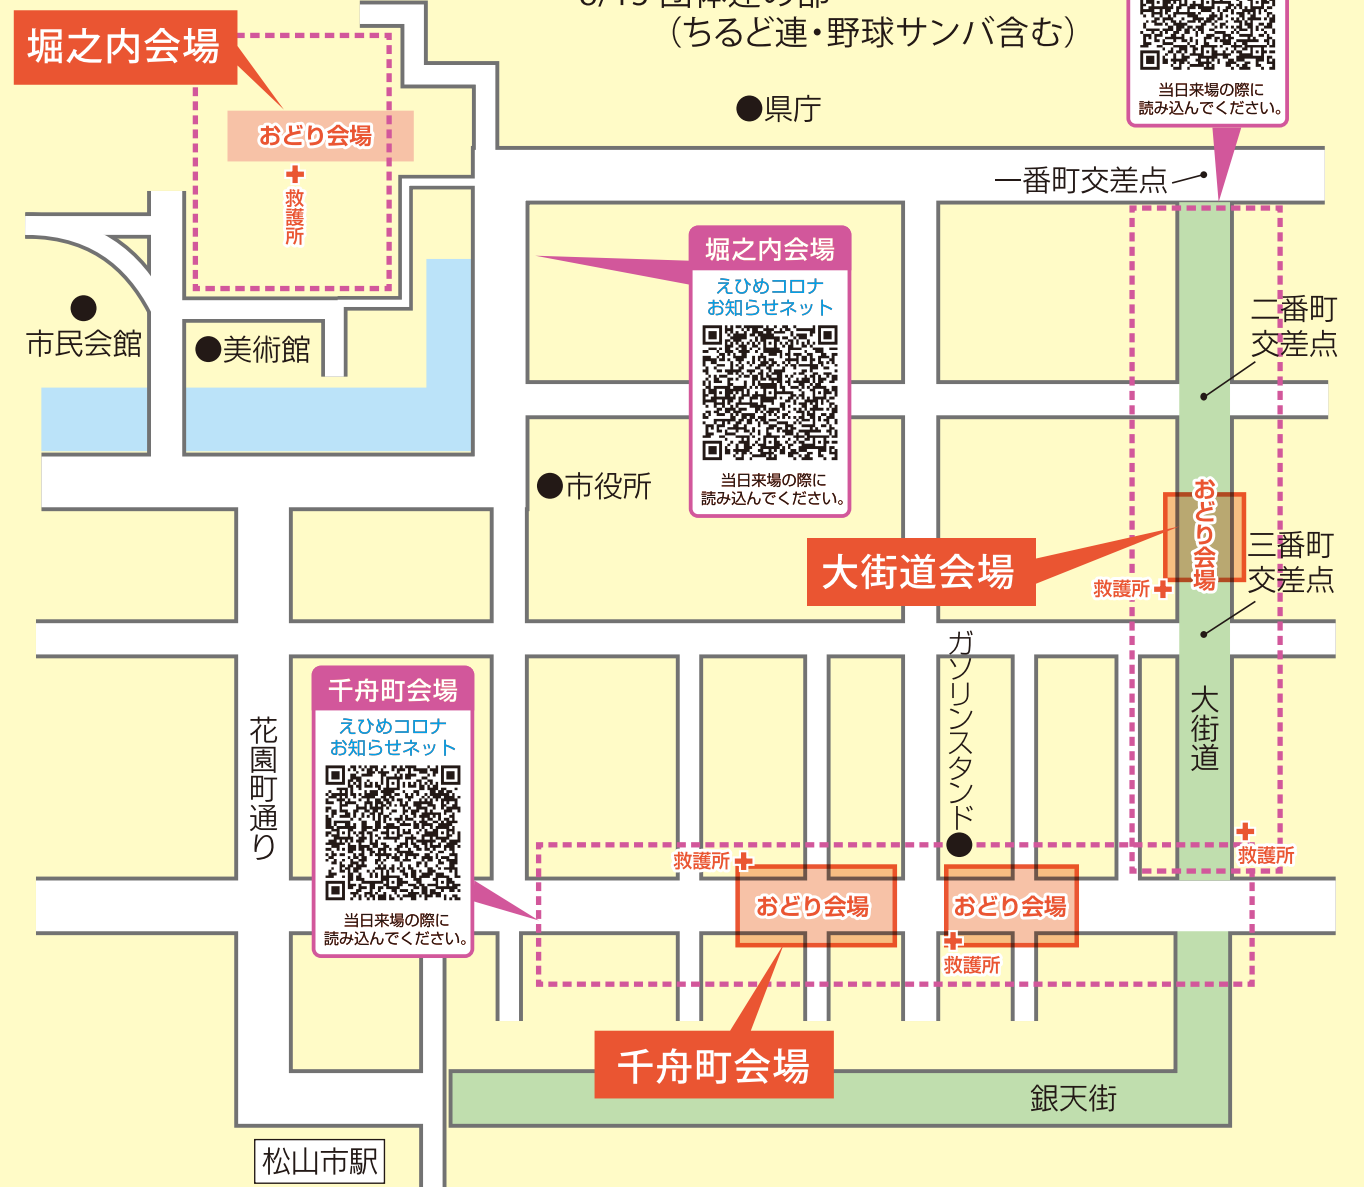 8/13 団体連の部
（ちるど連・野球サンバ含む）
堀之内会場
おどり会場
救護所
当日来場の際に
読み込んでください。
●県庁
一番町交差点
堀之内会場
えひめコロナ
お知らせネット
当日来場の際に
読み込んでください。
二番町
交差点
市民会館
●美術館
●市役所
おどり会場
大街道会場
三番町
交差点
救護所
ガソリンスタンド
千舟町会場
えひめコロナ
お知らせネット
当日来場の際に
読み込んでください。
大街道
花園町通り
救護所
救護所
おどり会場
おどり会場
救護所
千舟町会場
銀天街
松山市駅